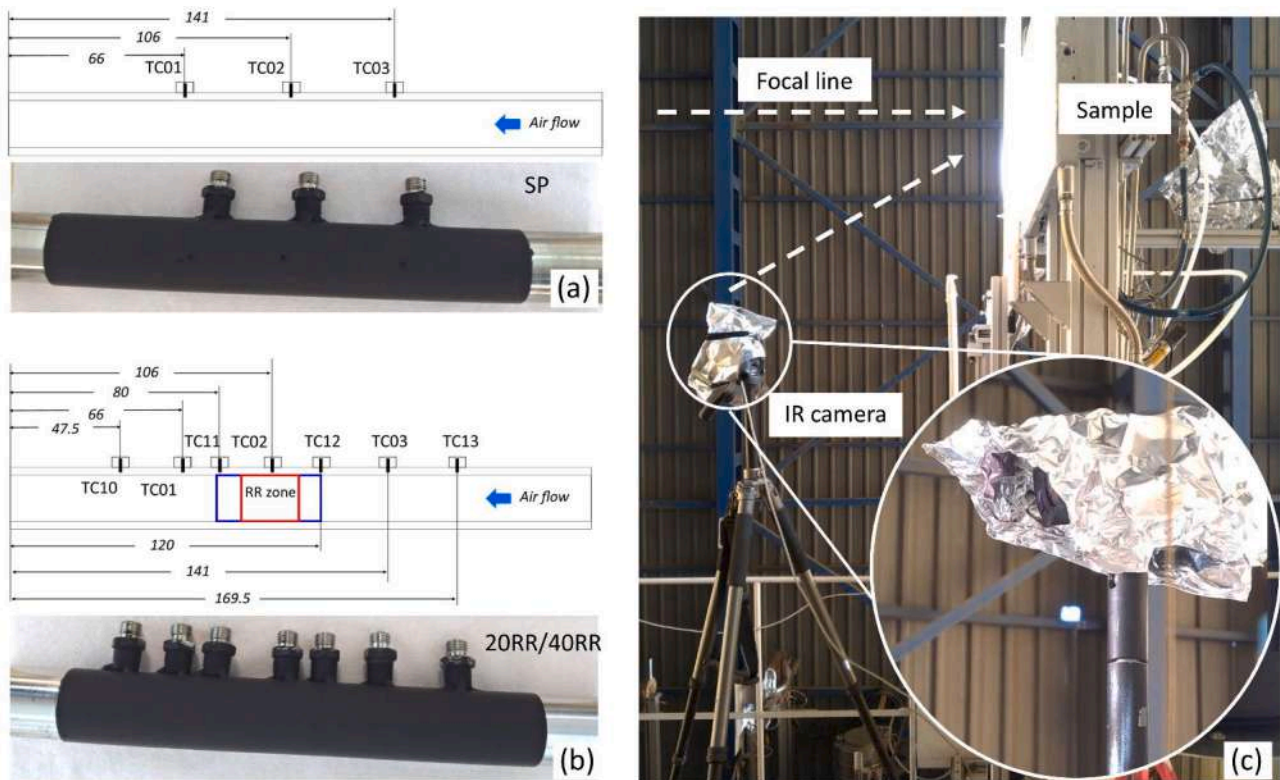 141
106
66
TC01
TC02
TC03
Air flow
SP
(a)
106
80
66
47.5
TC11
TC02
TC12
TC03
TC13
TC10
TC01
RR zone
Air flow
120
141
169.5
20RR/40RR
(b)
Focal line
Sample
IR camera
(c)